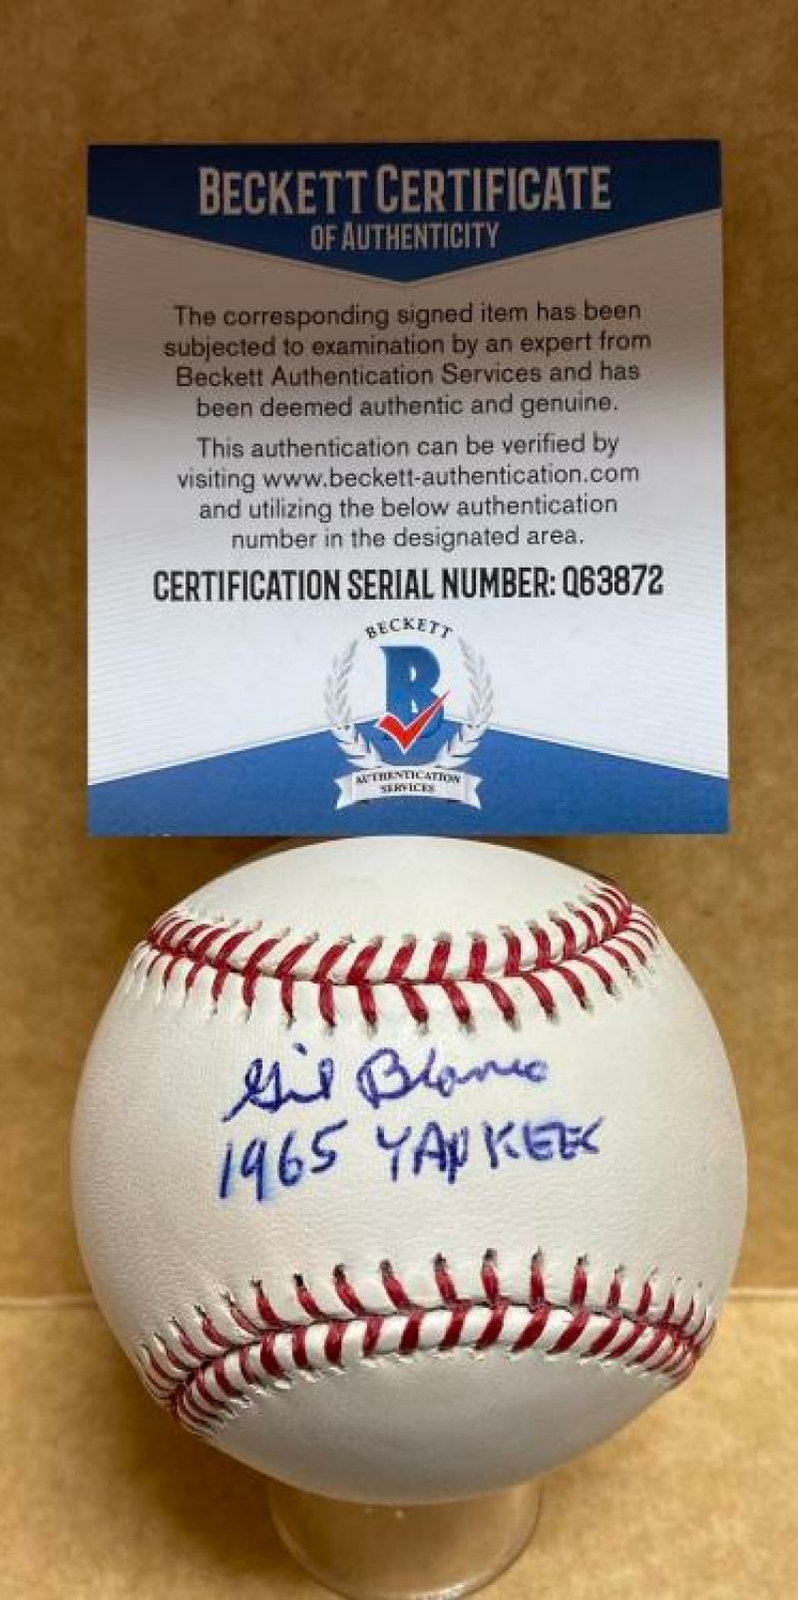 BECKETT CERTIFICATE
OF AUTHENTICITY
The corresponding signed item has been
subjected to examination by an expert from
Beckett Authentication Services and has
been deemed authentic and genuine.
This authentication can be verified by
visiting www.beckett-authentication.com
and utilizing the below authentication
number in the designated area.
CERTIFICATION SERIAL NUMBER: Q63872
BECKETT
B
AUTHENTICATION
SERVICES
Gil Blanco
1965 YANKEES